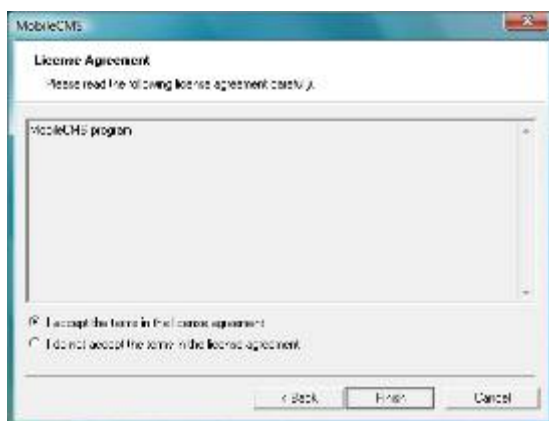 MobileCMS
License Agreement
Please read the following license agreement carefully.
MobileCMS program
I accept the terms in the license agreement
I do not accept the terms in the license agreement
< Back
Finish
Cancel